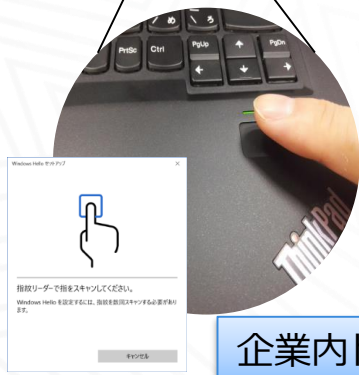 め
ろ
PrtSc
Ctrl
PgUp
PgDn
ThinkPad
Windows Hello セットアップ
指紋リーダーで指をスキャンしてください。
Windows Hello を設定するには、指紋を数回スキャンする必要があり
ます。
キャンセル
企業内